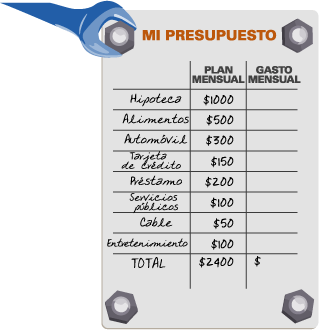 MI PRESUPUESTO
PLAN MENSUAL GASTO MENSUAL
Hipoteca $1000
Alimentos $500
Automóvil $300
Tarjeta de crédito $150
Préstamo $200
Servicios públicos $100
Cable $50
Entretenimiento $100
TOTAL $2400 $